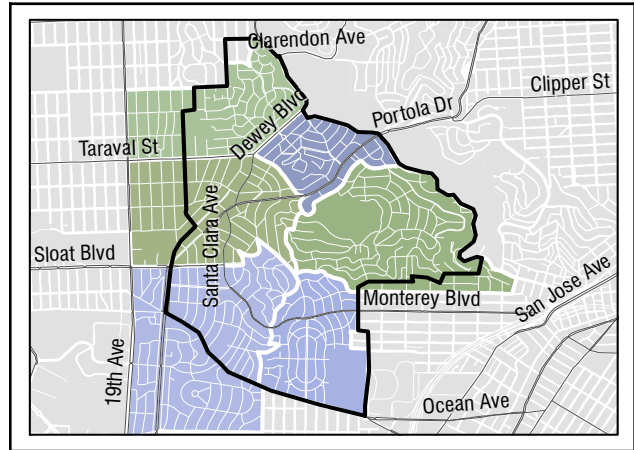 Clarendon Ave
Clipper St
Portola Dr
Dewey Blvd
Taraval St
Santa Clara Ave
Sloat Blvd
Monterey Blvd
San Jose Ave
19th Ave
Ocean Ave